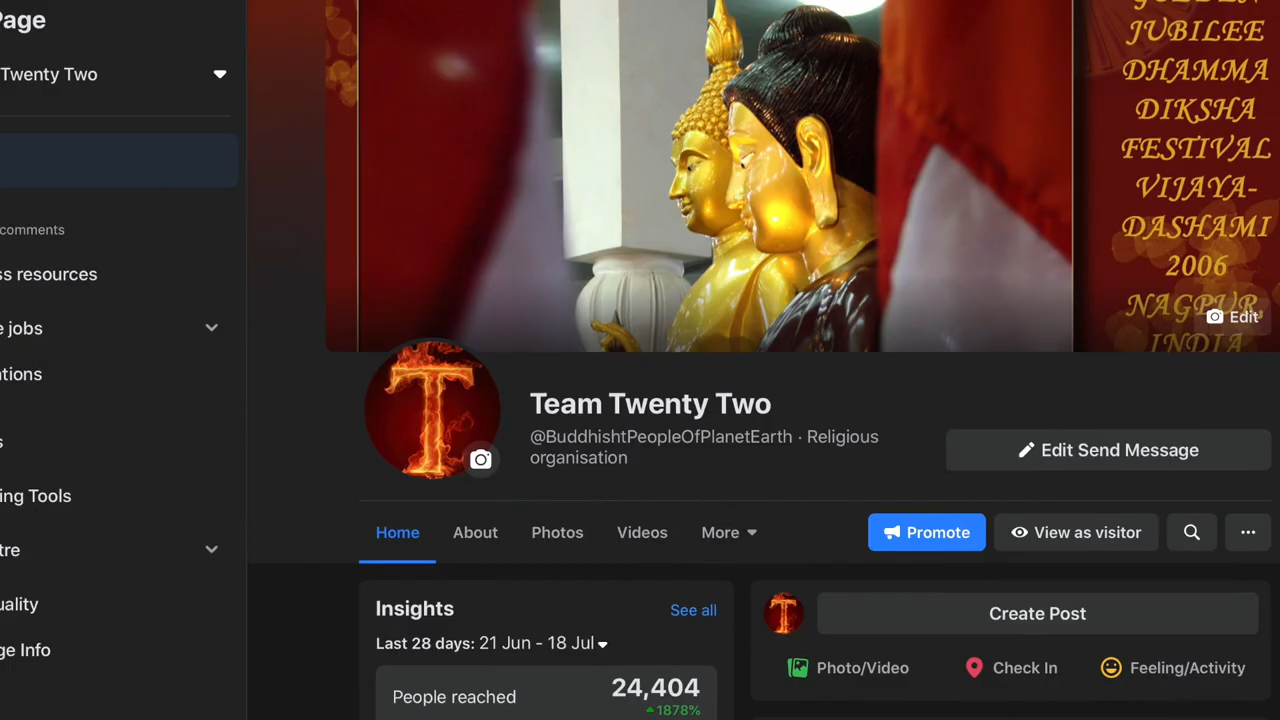 Page
Twenty Two
comments
ss resources
e jobs
ations
s
ing Tools
tre
uality
ge Info
JUBILEE
DHAMMA
DIKSHA
FESTIVAL
VIJAYA-
DASHAMI
2006
NAGPUR,
INDIA
Edit
Team Twenty Two
@BuddhishtPeopleOfPlanetEarth · Religious
organisation
Edit Send Message
Home
About
Photos
Videos
More
Promote
View as visitor
Insights
See all
Last 28 days: 21 Jun - 18 Jul
People reached
24,404
1878%
Create Post
Photo/Video
Check In
Feeling/Activity